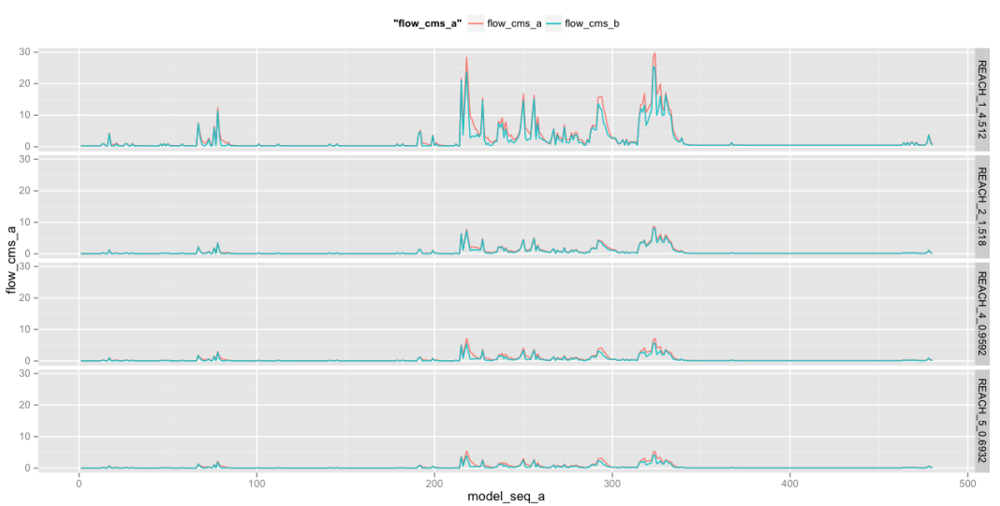 "flow_cms_a" flow_cms_a flow_cms_b
30
20
10
0
REACH_1_4.512
30
20
10
0
REACH_2_1.518
30
20
10
0
REACH_4_0.9592
30
20
10
0
REACH_5_0.6932
flow_cms_a
0 100 200 300 400 500
model_seq_a